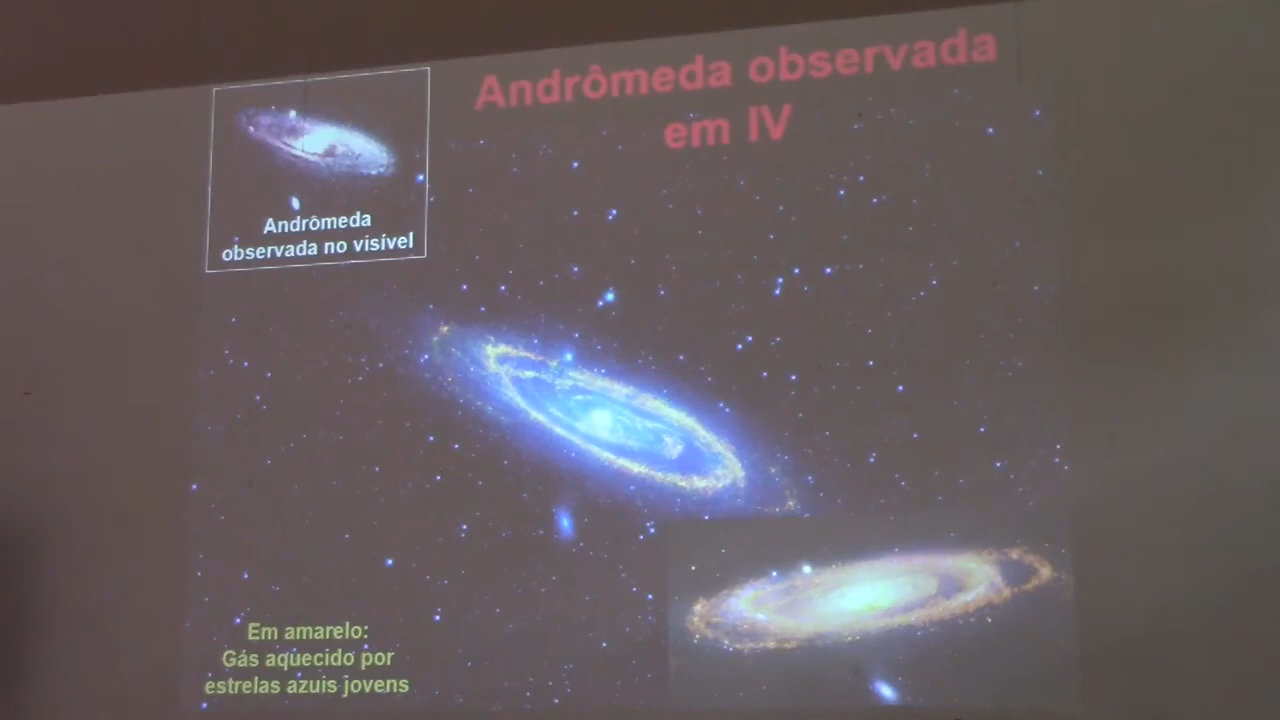 Andrômeda observada
em IV
Andrômeda
observada no visível
Em amarelo:
Gás aquecido por
estrelas azuis jovens